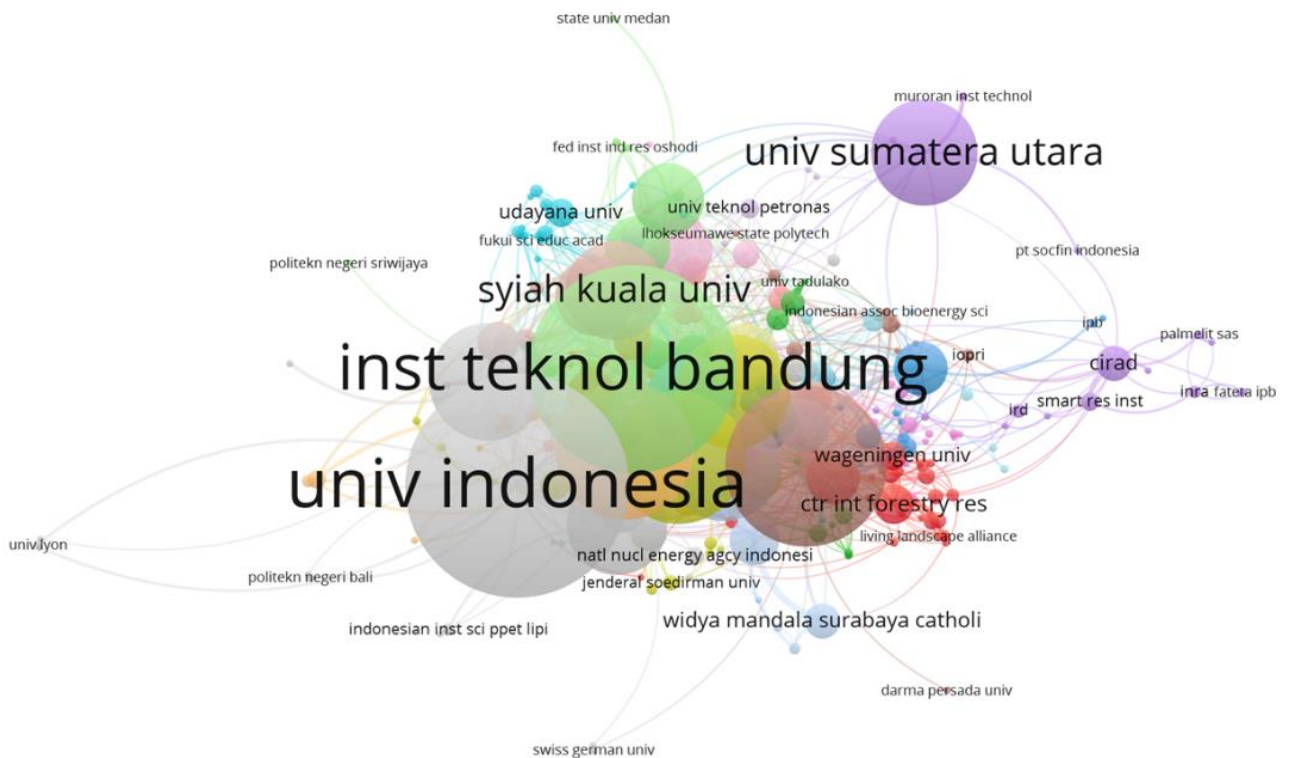 state univ medan
muroran inst technol
fed inst ind res oshodi
univ sumatera utara
udayana univ
univ teknol petronas
fukui sci educ acad
lhokseumawe state polytech
pt socfin indonesia
politekn negeri sriwijaya
syiah kuala univ
univ tadulako
indonesian assoc bioenergy sci
ipb
palmelit sas
inst teknol bandung
iopri
cirad
inra
fatera ipb
smart res inst
ird
wageningen univ
univ indonesia
ctr int forestry res
living landscape alliance
univ lyon
natl nucl energy agcy indonesi
politekn negeri bali
jenderal soedirman univ
widya mandala surabaya catholi
indonesian inst sci ppet lipi
darma persada univ
swiss german univ